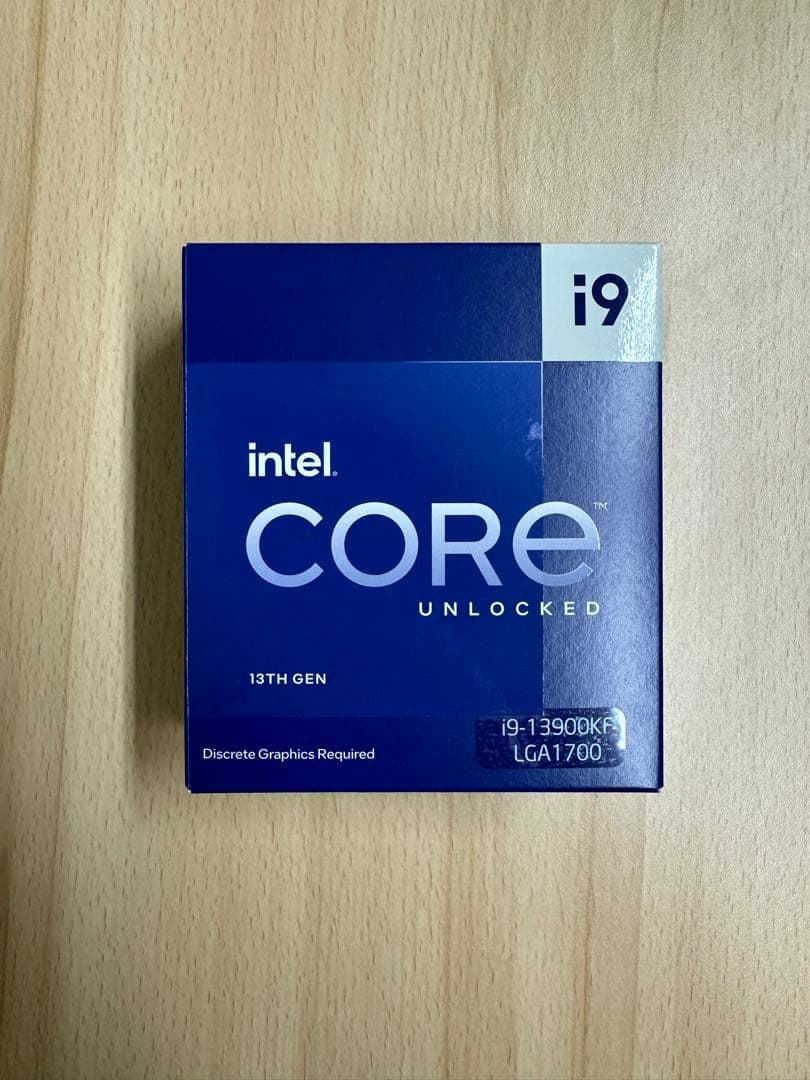 i9
intel.
CORe™
UNLOCKED
13TH GEN
i9-13900KF
LGA1700
Discrete Graphics Required